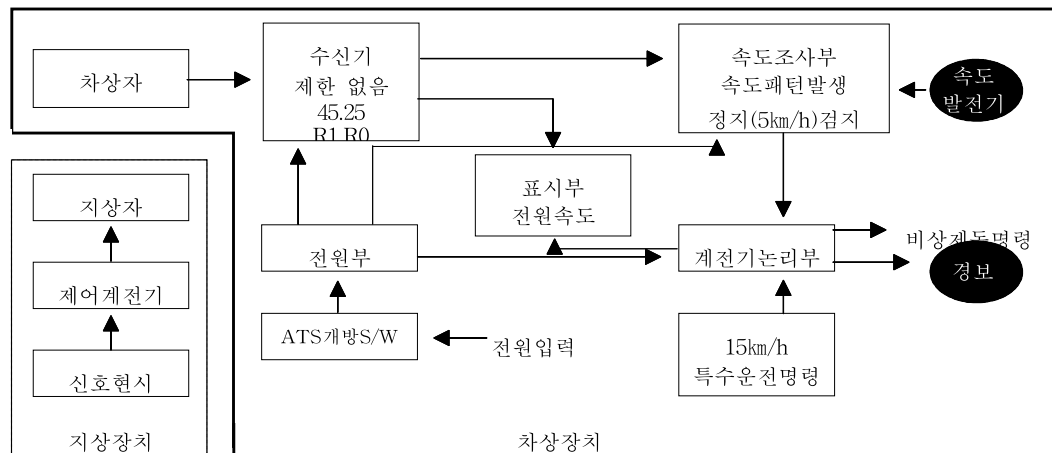 차상자
수신기
제한 없음
45.25
R1.R0
속도조사부
속도패턴발생
정지(5km/h)검지
속도
발전기
지상자
제어계전기
신호현시
지상장치
표시부
전원속도
전원부
계전기논리부
비상제동명령
경보
ATS개방S/W
전원입력
15km/h
특수운전명령
차상장치